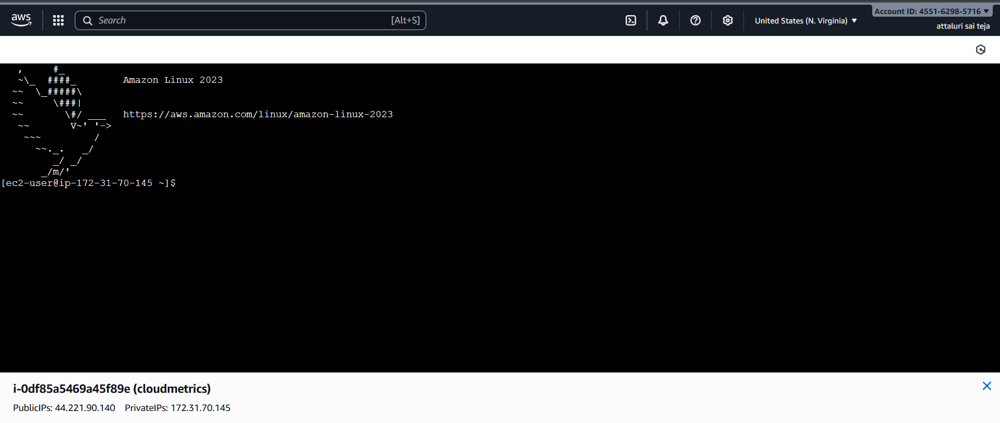 aws
Search [Alt+S]
United States (N. Virginia)
Account ID: 4551-6298-5716
attaluri sai teja
   ,     #_
   ~\_  ####_        Amazon Linux 2023
  ~~  \_#####\
  ~~     \###|
  ~~       \#/ ___   https://aws.amazon.com/linux/amazon-linux-2023
   ~~       V~' '->
    ~~~         /
      ~~._.   _/
         _/ _/
       _/m/'
[ec2-user@ip-172-31-70-145 ~]$
i-0df85a5469a45f89e (cloudmetrics)
PublicIPs: 44.221.90.140 PrivateIPs: 172.31.70.145